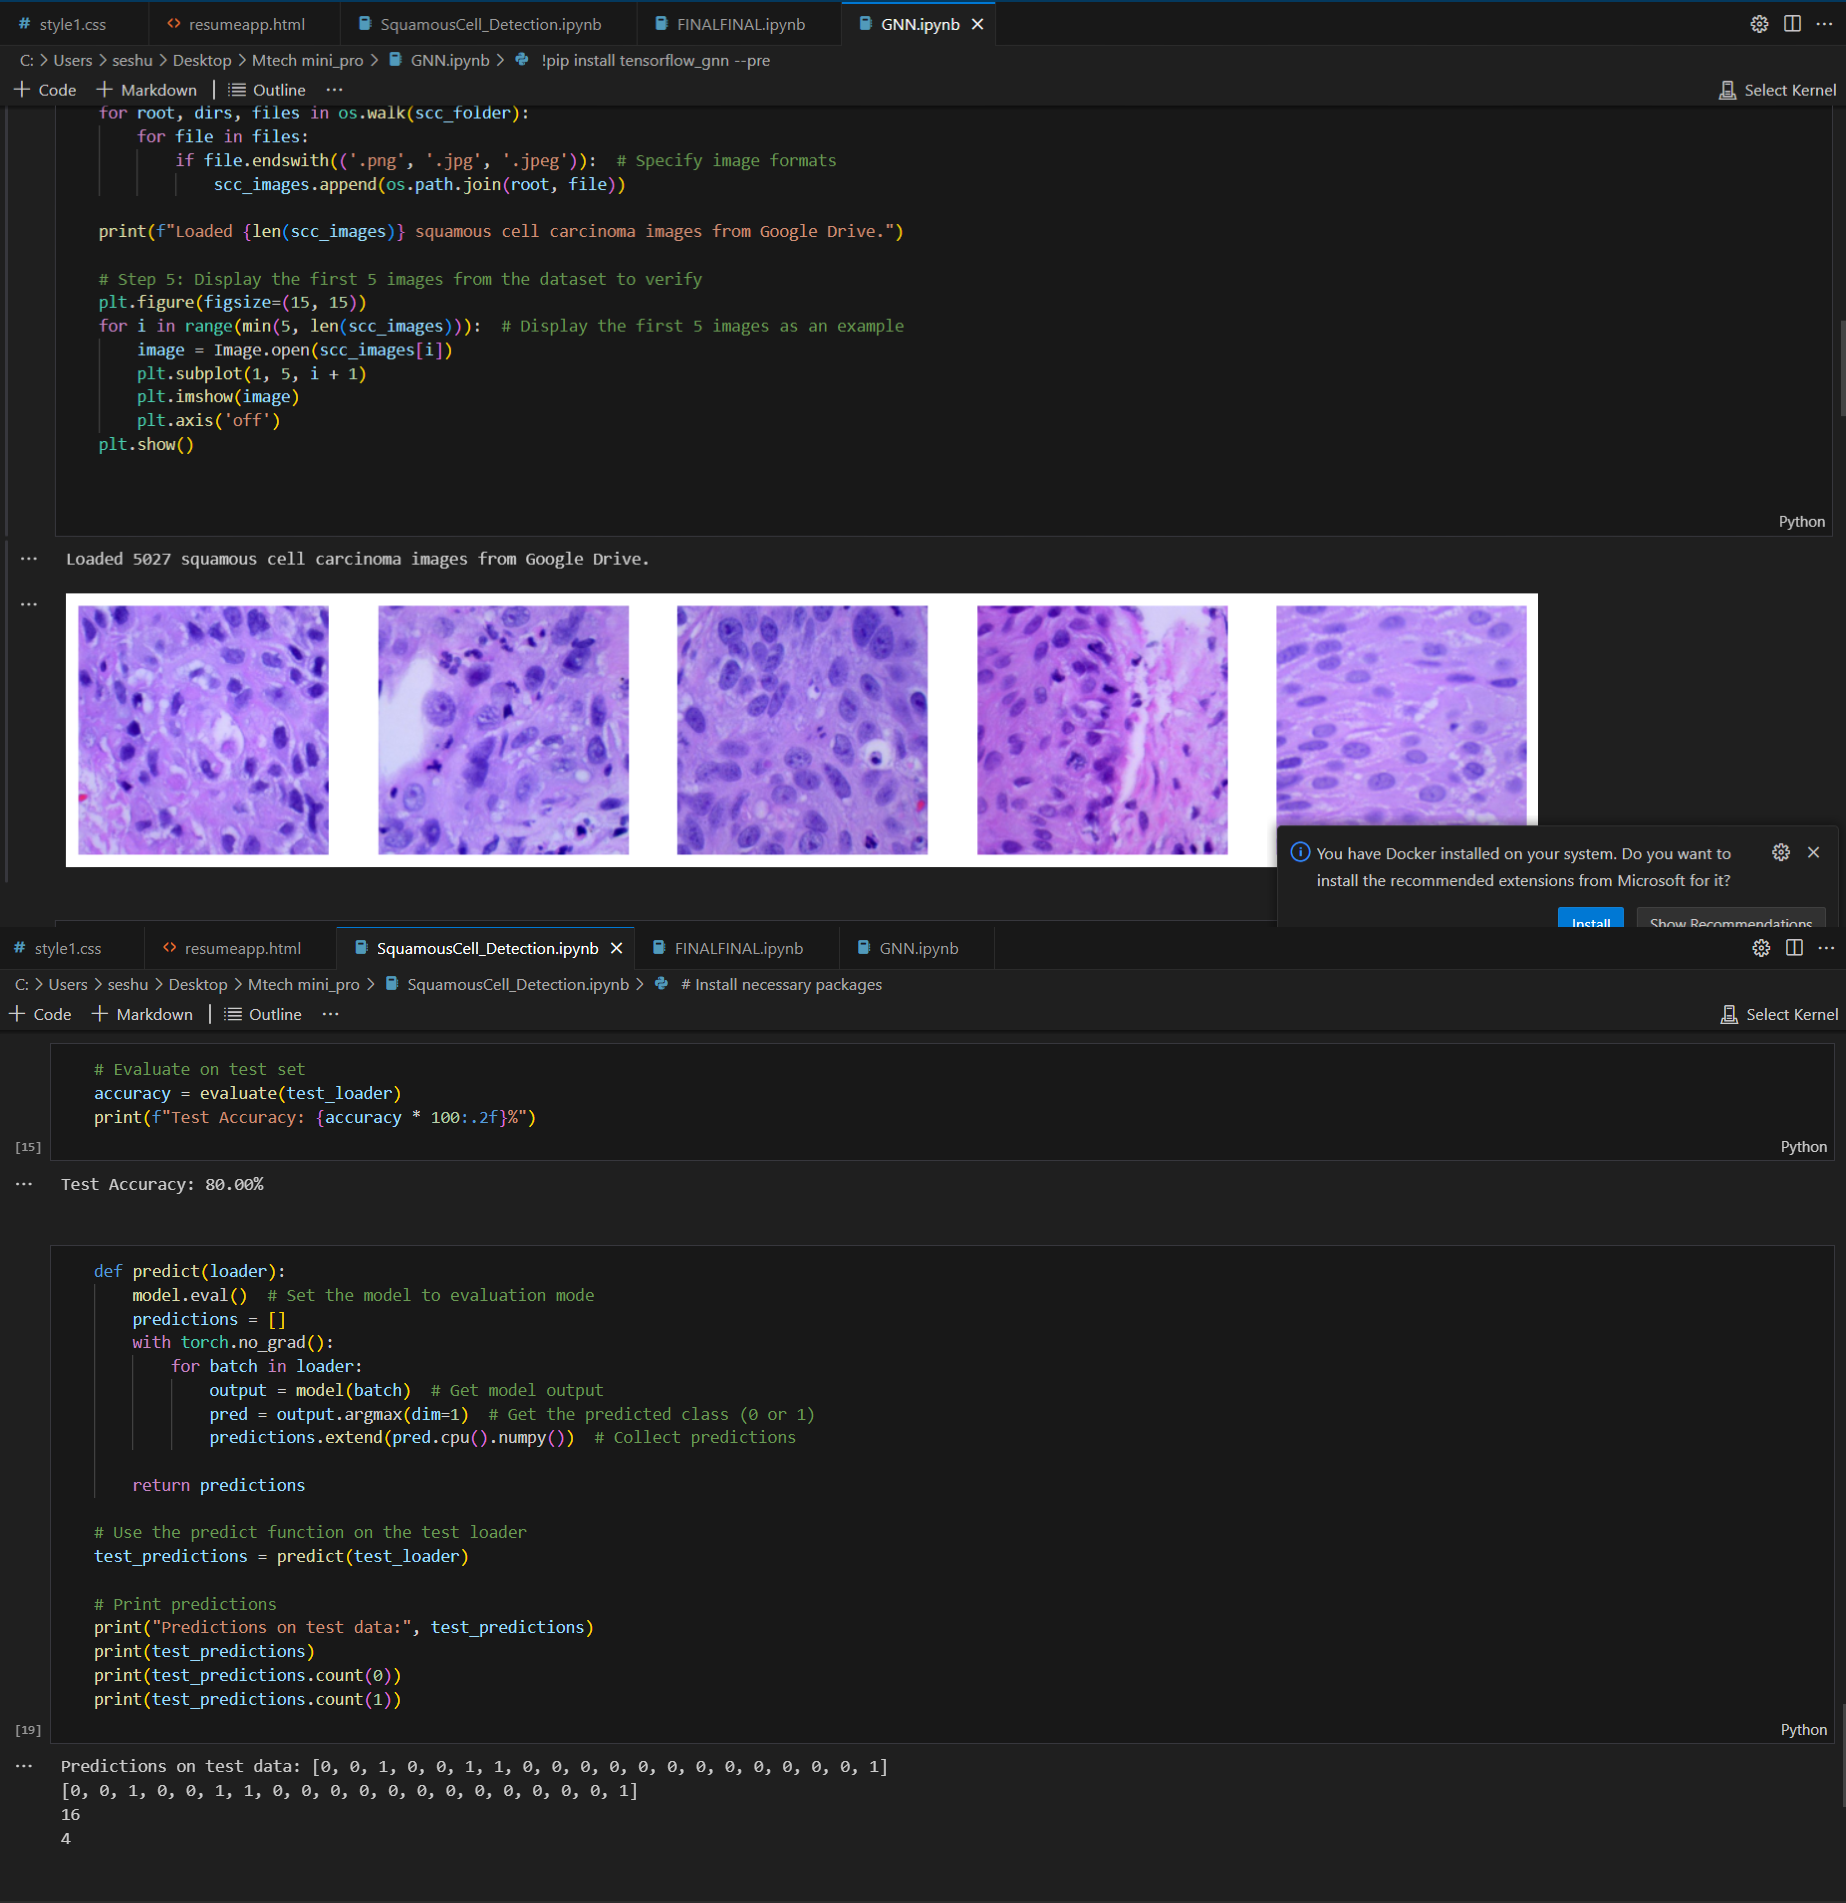 style1.css resumeapp.html SquamousCell_Detection.ipynb FINALFINAL.ipynb GNN.ipynb
C: > Users > seshu > Desktop > Mtech mini_pro > GNN.ipynb > !pip install tensorflow_gnn --pre
+ Code + Markdown | Outline ... Select Kernel
for root, dirs, files in os.walk(scc_folder):
    for file in files:
        if file.endswith(('.png', '.jpg', '.jpeg')):  # Specify image formats
            scc_images.append(os.path.join(root, file))
print(f"Loaded {len(scc_images)} squamous cell carcinoma images from Google Drive.")
# Step 5: Display the first 5 images from the dataset to verify
plt.figure(figsize=(15, 15))
for i in range(min(5, len(scc_images))):  # Display the first 5 images as an example
    image = Image.open(scc_images[i])
    plt.subplot(1, 5, i + 1)
    plt.imshow(image)
    plt.axis('off')
plt.show()
Python
... Loaded 5027 squamous cell carcinoma images from Google Drive.
...
You have Docker installed on your system. Do you want to
install the recommended extensions from Microsoft for it?
Install Show Recommendations
# style1.css <> resumeapp.html SquamousCell_Detection.ipynb FINALFINAL.ipynb GNN.ipynb
C: > Users > seshu > Desktop > Mtech mini_pro > SquamousCell_Detection.ipynb > # Install necessary packages
+ Code + Markdown | Outline ... Select Kernel
# Evaluate on test set
accuracy = evaluate(test_loader)
print(f"Test Accuracy: {accuracy * 100:.2f}%")
[15] Python
... Test Accuracy: 80.00%
def predict(loader):
    model.eval()  # Set the model to evaluation mode
    predictions = []
    with torch.no_grad():
        for batch in loader:
            output = model(batch)  # Get model output
            pred = output.argmax(dim=1)  # Get the predicted class (0 or 1)
            predictions.extend(pred.cpu().numpy())  # Collect predictions
    return predictions
# Use the predict function on the test loader
test_predictions = predict(test_loader)
# Print predictions
print("Predictions on test data:", test_predictions)
print(test_predictions)
print(test_predictions.count(0))
print(test_predictions.count(1))
[19] Python
... Predictions on test data: [0, 0, 1, 0, 0, 1, 1, 0, 0, 0, 0, 0, 0, 0, 0, 0, 0, 0, 0, 1]
[0, 0, 1, 0, 0, 1, 1, 0, 0, 0, 0, 0, 0, 0, 0, 0, 0, 0, 0, 1]
16
4